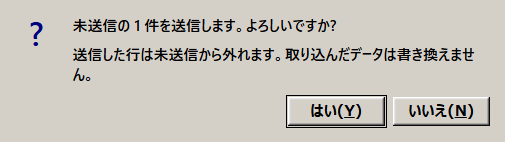 未送信の 1 件を送信します。よろしいですか?
送信した行は未送信から外れます。取り込んだデータは書き換えませ
ん。
はい(Y)
いいえ(N)